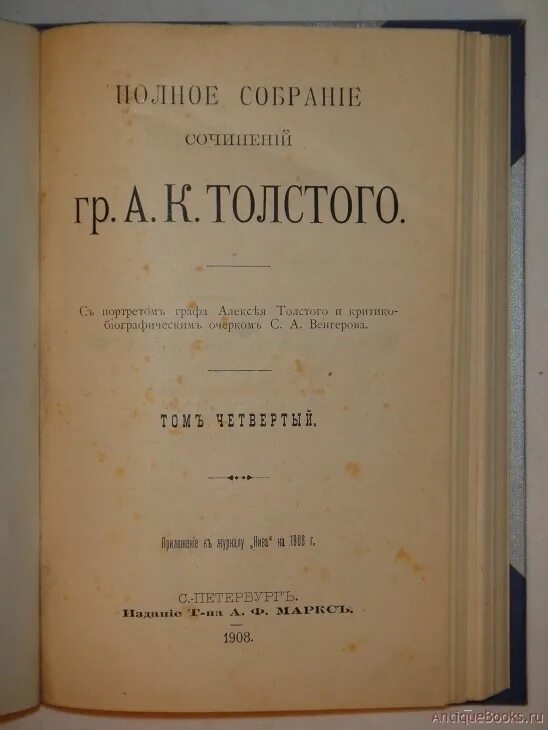 ПОЛНОЕ СОБРАНІЕ
СОЧИНЕНІЙ
гр. А. К. ТОЛСТОГО.
Съ портретомъ графа Алексѣя Толстого и критико-
біографическимъ очеркомъ С. А. Венгерова.
ТОМЪ ЧЕТВЕРТЫЙ.
Приложеніе къ журналу „Нива“ на 1908 г.
С.-ПЕТЕРБУРГЪ.
Изданіе Т-ва А. Ф. МАРКСЪ.
1908.
AntiqueBooks.ru